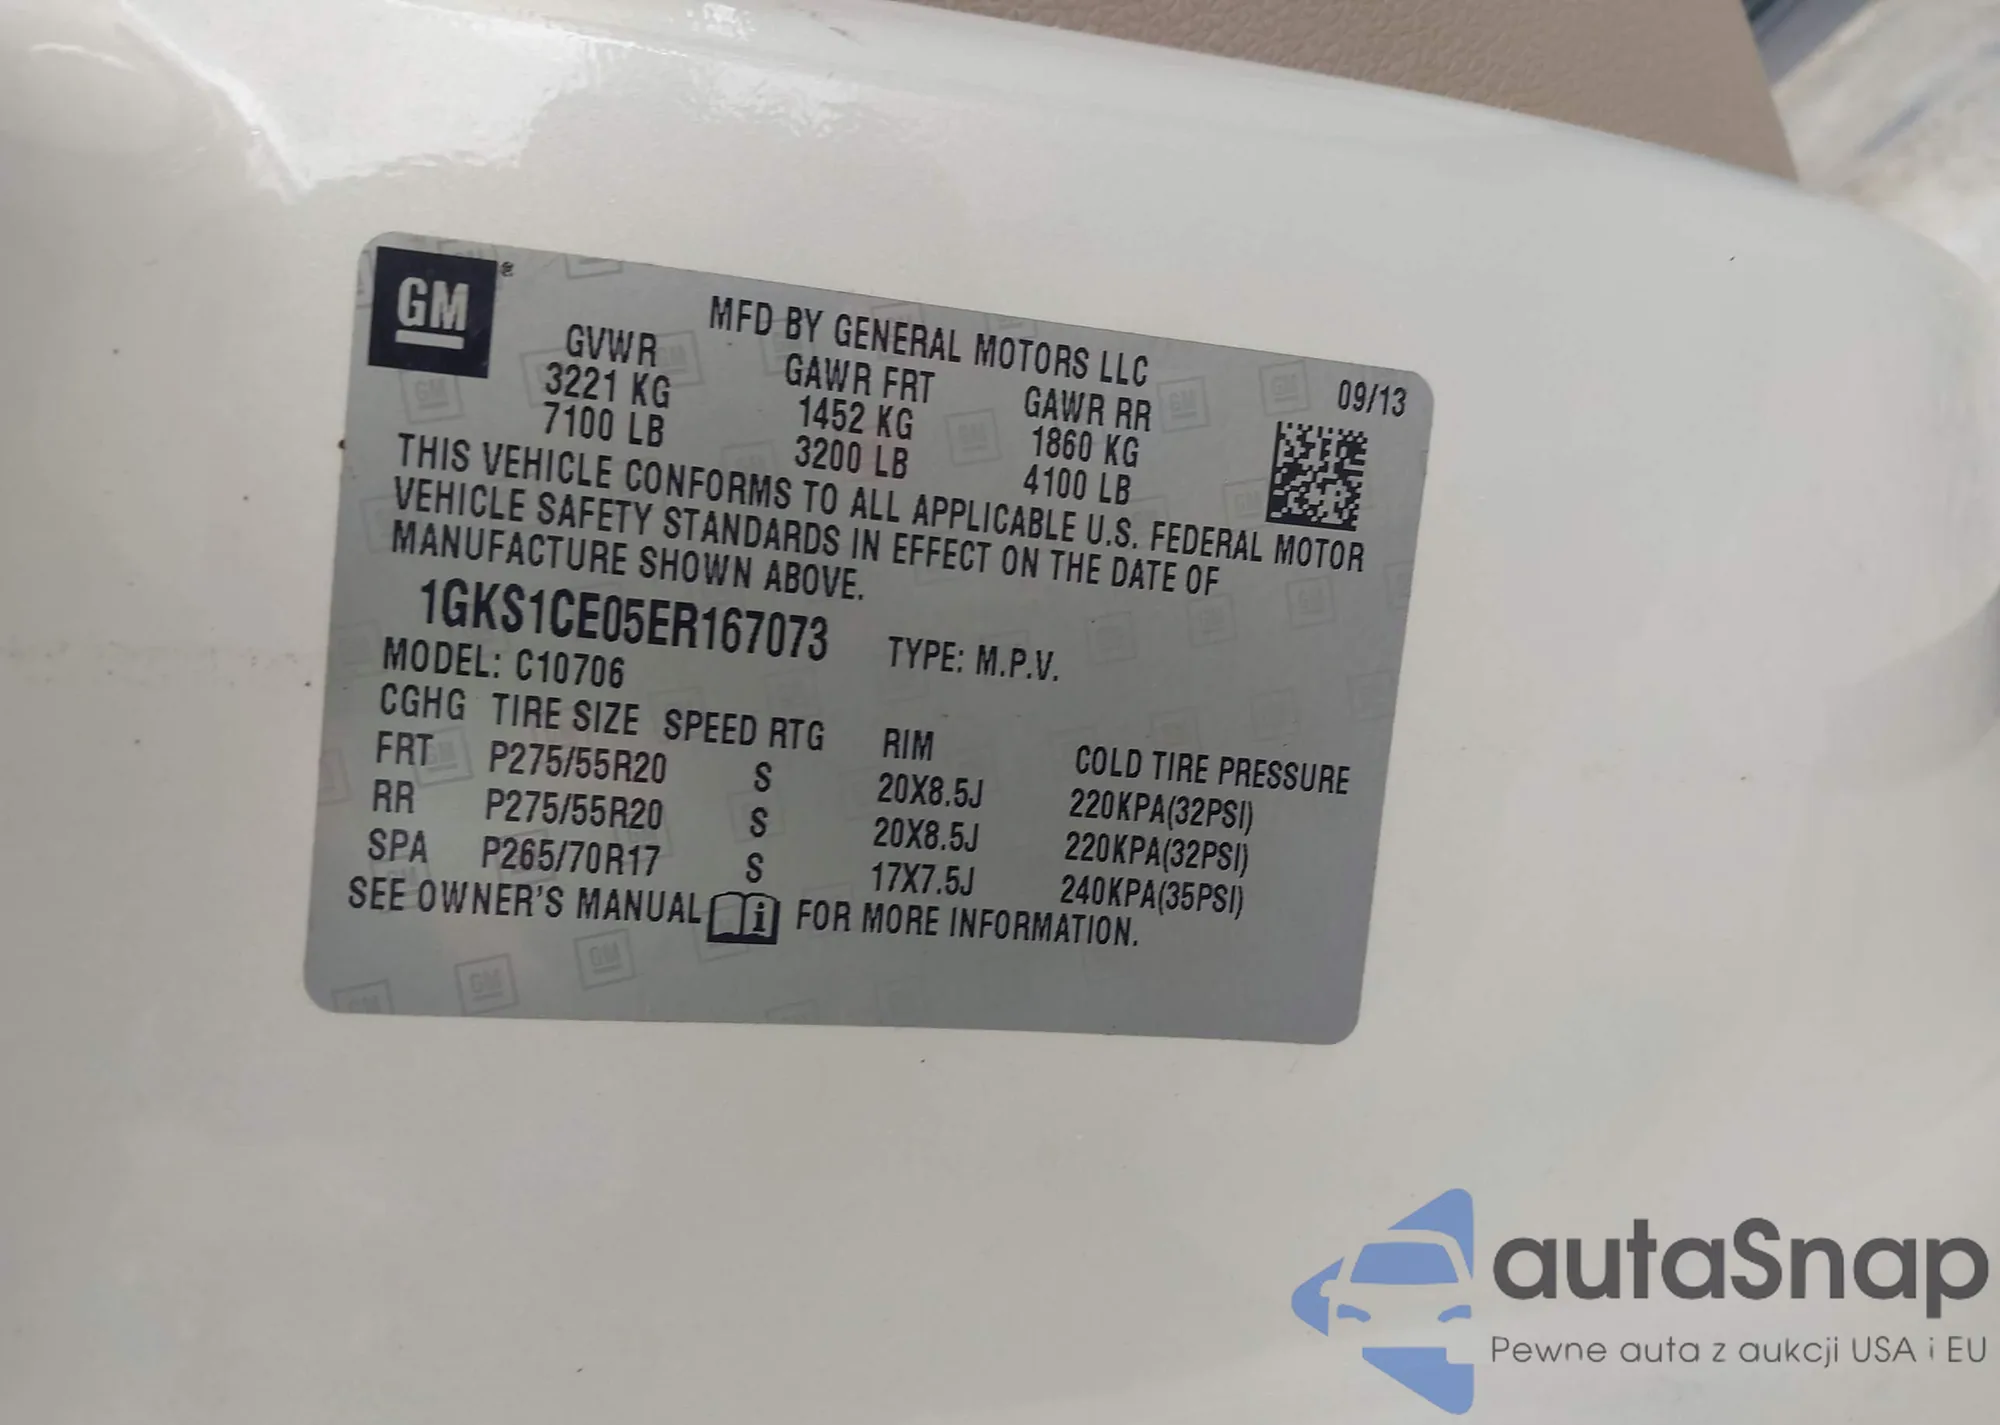 GM®
MFD BY GENERAL MOTORS LLC 09/13
GVWR GAWR FRT GAWR RR
3221 KG 1452 KG 1860 KG
7100 LB 3200 LB 4100 LB
THIS VEHICLE CONFORMS TO ALL APPLICABLE U.S. FEDERAL MOTOR
VEHICLE SAFETY STANDARDS IN EFFECT ON THE DATE OF
MANUFACTURE SHOWN ABOVE.
1GKS1CE05ER167073 TYPE: M.P.V.
MODEL: C10706
CGHG TIRE SIZE SPEED RTG RIM COLD TIRE PRESSURE
FRT P275/55R20 S 20X8.5J 220KPA(32PSI)
RR P275/55R20 S 20X8.5J 220KPA(32PSI)
SPA P265/70R17 S 17X7.5J 240KPA(35PSI)
SEE OWNER'S MANUAL i FOR MORE INFORMATION.
autaSnap
Pewne auta z aukcji USA i EU